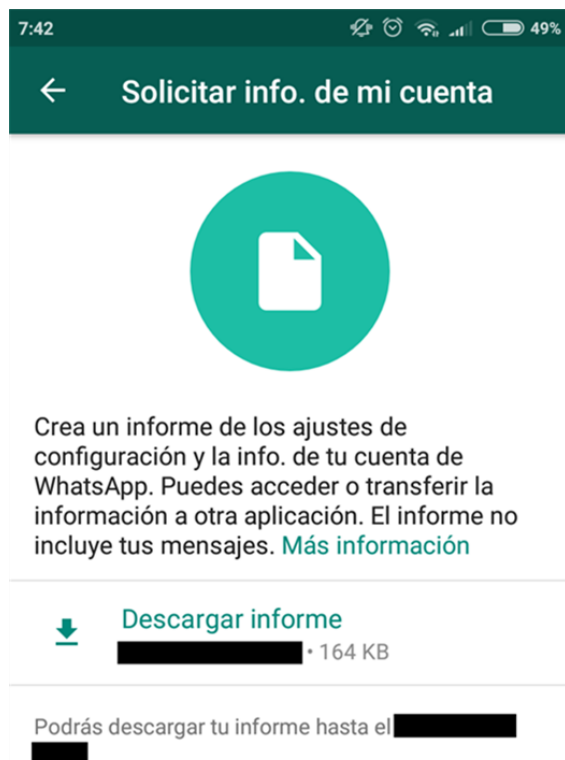 7:42 49%
Solicitar info. de mi cuenta
Crea un informe de los ajustes de
configuración y la info. de tu cuenta de
WhatsApp. Puedes acceder o transferir la
información a otra aplicación. El informe no
incluye tus mensajes. Más información
Descargar informe
• 164 KB
Podrás descargar tu informe hasta el